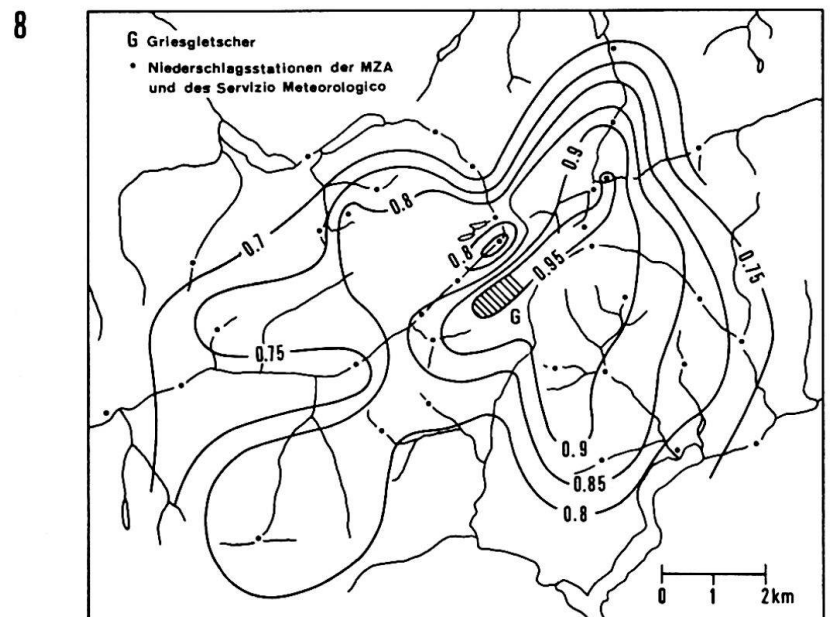 8
G Griesgletscher
• Niederschlagsstationen der MZA
und des Servizio Meteorologico
0.9
0.8
0.7
0.8
0.95
0.75
G
0.75
0.9
0.85
0.8
0 1 2km